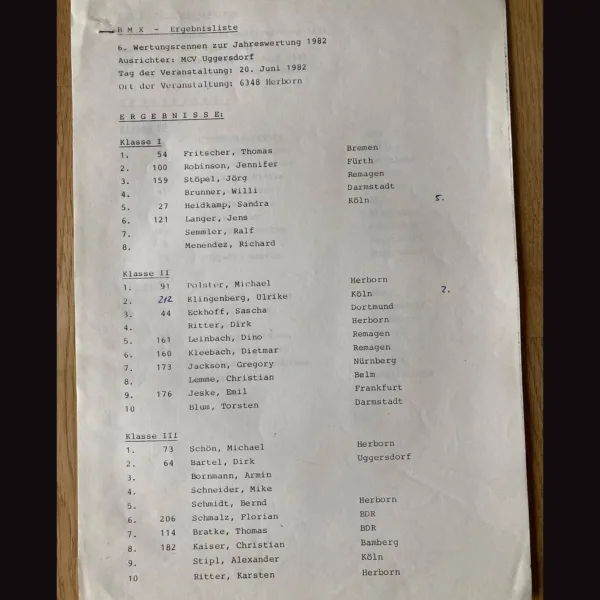 B M X - Ergebnisliste
6. Wertungsrennen zur Jahreswertung 1982
Ausrichter: MCV Uggersdorf
Tag der Veranstaltung: 20. Juni 1982
Ort der Veranstaltung: 6348 Herborn
E R G E B N I S S E:
Klasse I
1. 54 Fritscher, Thomas Bremen
2. 100 Robinson, Jennifer Fürth
3. 159 Stöpel, Jörg Remagen
4. Brunner, Willi Darmstadt
5. 27 Heidkamp, Sandra Köln 5.
6. 121 Langer, Jens
7. Semmler, Ralf
8. Menendez, Richard
Klasse II
1. 91 Polster, Michael Herborn
2. 212 Klingenberg, Olrike Köln 2.
3. 44 Eckhoff, Sascha Dortmund
4. Ritter, Dirk Herborn
5. 161 Leinbach, Dino Remagen
6. 160 Kleebach, Dietmar Remagen
7. 173 Jackson, Gregory Nürnberg
8. Lemme, Christian Belm
9. 176 Jeske, Emil Frankfurt
10 Blum, Torsten Darmstadt
Klasse III
1. 73 Schön, Michael Herborn
2. 64 Bartel, Dirk Uggersdorf
3. Bornmann, Armin
4. Schneider, Mike
5. Schmidt, Bernd Herborn
6. 206 Schmalz, Florian BDR
7. 114 Bratke, Thomas BDR
8. 182 Kaiser, Christian Bamberg
9. Stipl, Alexander Köln
10 Ritter, Karsten Herborn